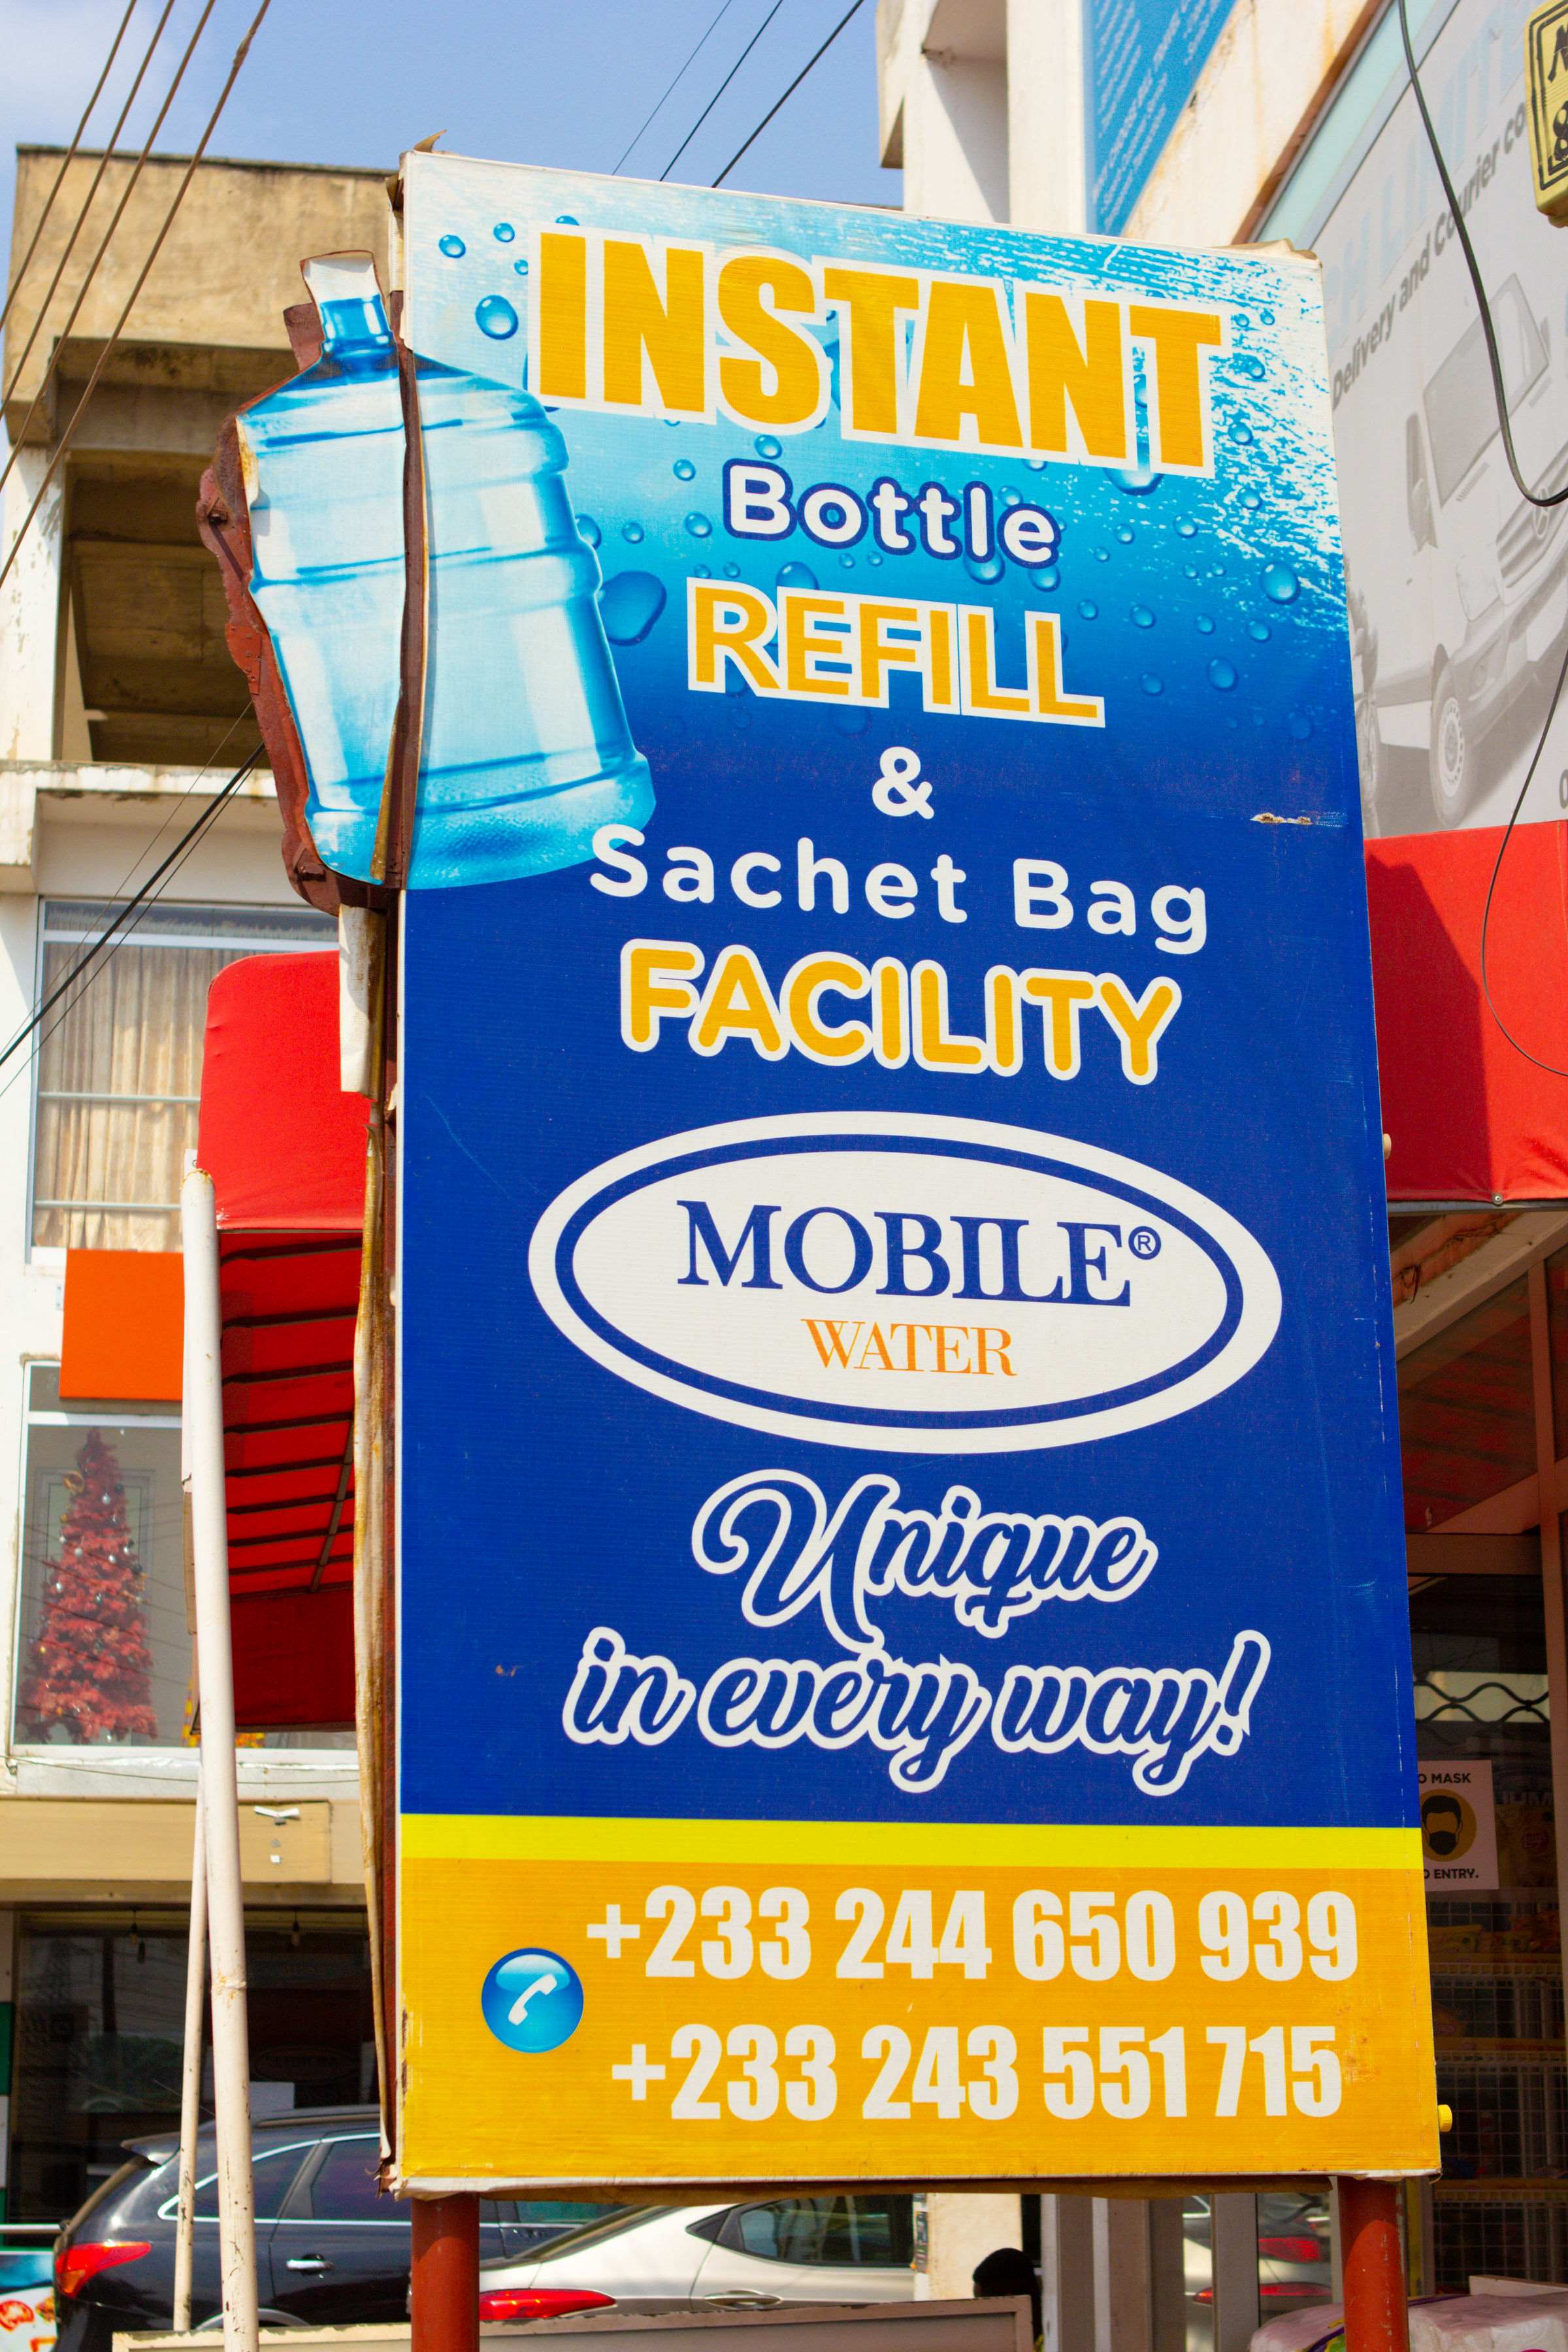 INSTANT
Bottle
REFILL
&
Sachet Bag
FACILITY
MOBILE®
WATER
Unique
in every way!
+233 244 650 939
+233 243 551 715
Delivery and Courier
MASK
ENTRY.